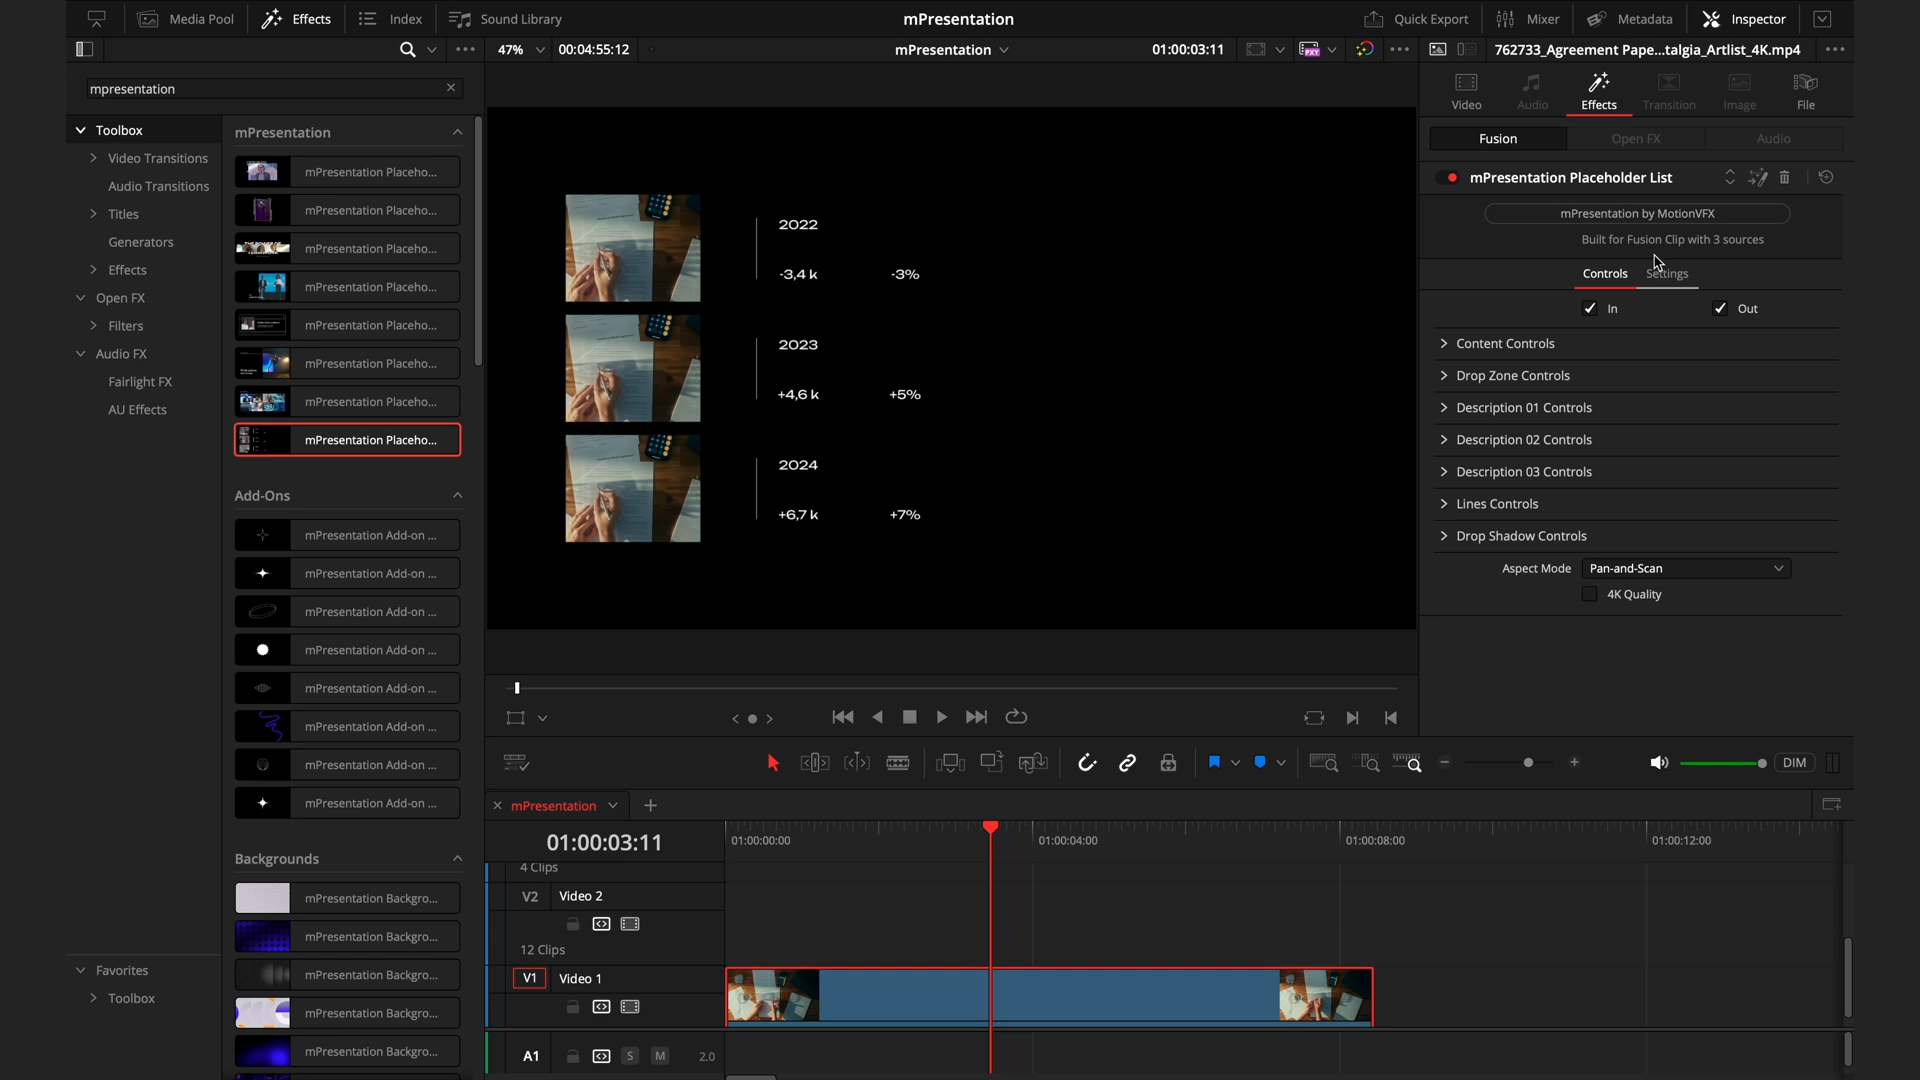 Media Pool
Effects
Index
Sound Library
mPresentation
Quick Export
Mixer
Metadata
Inspector
47%
00:04:55:12
mPresentation
01:00:03:11
PXY
762733_Agreement Pape...talgia_Artlist_4K.mp4
mpresentation
Video
Audio
Effects
Transition
Image
File
Fusion
Open FX
Audio
Toolbox
Video Transitions
Audio Transitions
Titles
Generators
Effects
Open FX
Filters
Audio FX
Fairlight FX
AU Effects
Favorites
Toolbox
mPresentation
mPresentation Placeho...
mPresentation Placeho...
mPresentation Placeho...
mPresentation Placeho...
mPresentation Placeho...
mPresentation Placeho...
mPresentation Placeho...
mPresentation Placeho...
Add-Ons
mPresentation Add-on ...
mPresentation Add-on ...
mPresentation Add-on ...
mPresentation Add-on ...
mPresentation Add-on ...
mPresentation Add-on ...
mPresentation Add-on ...
mPresentation Add-on ...
Backgrounds
mPresentation Backgro...
mPresentation Backgro...
mPresentation Backgro...
mPresentation Backgro...
mPresentation Backgro...
2022
-3,4 k -3%
2023
+4,6 k +5%
2024
+6,7 k +7%
mPresentation Placeholder List
mPresentation by MotionVFX
Built for Fusion Clip with 3 sources
Controls
Settings
In
Out
Content Controls
Drop Zone Controls
Description 01 Controls
Description 02 Controls
Description 03 Controls
Lines Controls
Drop Shadow Controls
Aspect Mode
Pan-and-Scan
4K Quality
DIM
mPresentation
01:00:03:11
01:00:00:00
01:00:04:00
01:00:08:00
01:00:12:00
4 Clips
V2
Video 2
12 Clips
V1
Video 1
A1
S
M
2.0